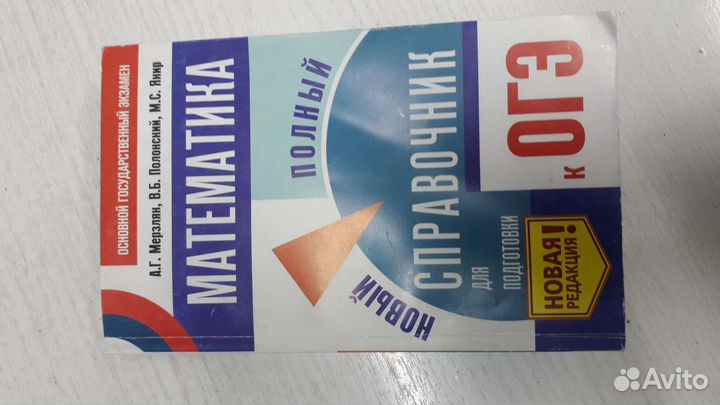 ОСНОВНОЙ ГОСУДАРСТВЕННЫЙ ЭКЗАМЕН
А.Г. Мерзляк, В.Б. Полонский, М.С. Якир
МАТЕМАТИКА
НОВЫЙ ПОЛНЫЙ
СПРАВОЧНИК
ДЛЯ
ПОДГОТОВКИ
к ОГЭ
НОВАЯ
РЕДАКЦИЯ!
Avito